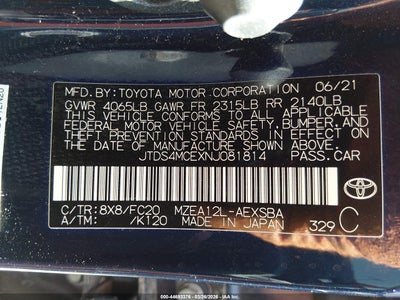 MFD.BY:TOYOTA MOTOR CORPORATION 06/21
GVWR 4065LB GAWR FR 2315LB RR 2140LB
THIS VEHICLE CONFORMS TO ALL APPLICABLE
FEDERAL MOTOR VEHICLE SAFETY,BUMPER,AND
THEFT PREVENTION STANDARDS IN EFFECT ON
THE DATE OF MANUFACTURE SHOWN ABOVE.
JTDS4MCEXNJ081814 PASS.CAR
C/TR:8X8/FC20 MZEA12L-AEXSBA
A/TM: /K120 MADE IN JAPAN 329 C
TOYOTA